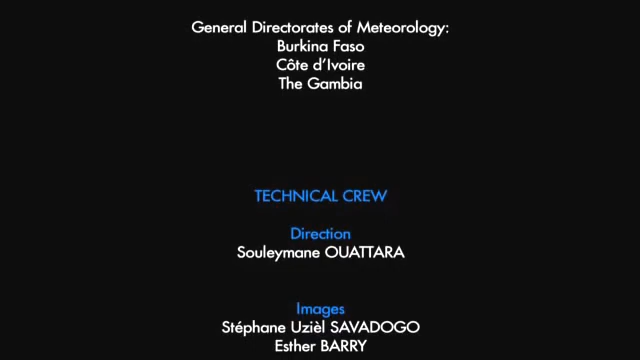 General Directorates of Meteorology:
Burkina Faso
Côte d'Ivoire
The Gambia
TECHNICAL CREW
Direction
Souleymane OUATTARA
Images
Stéphane Uzièl SAVADOGO
Esther BARRY